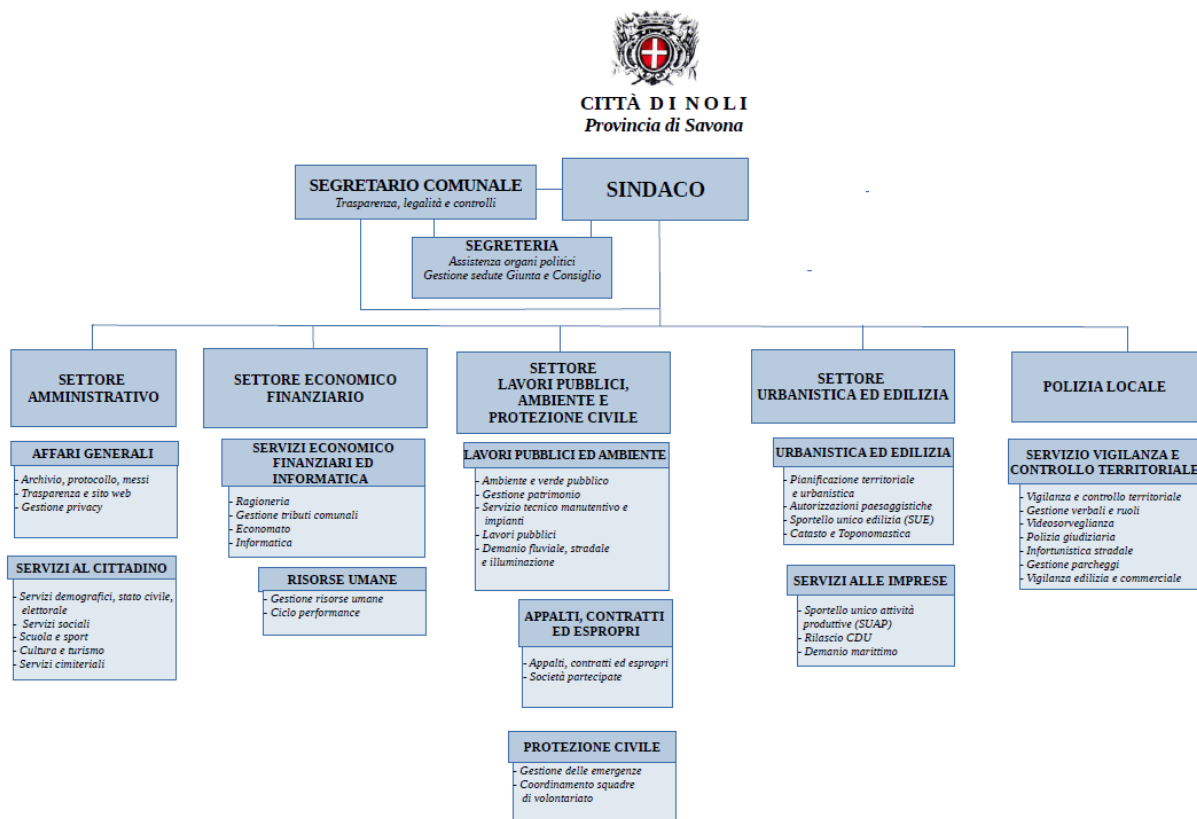 CITTÀ D I N O L I
Provincia di Savona
SEGRETARIO COMUNALE
Trasparenza, legalità e controlli
SINDACO
SEGRETERIA
Assistenza organi politici
Gestione sedute Giunta e Consiglio
SETTORE
AMMINISTRATIVO
AFFARI GENERALI
- Archivio, protocollo, messi
- Trasparenza e sito web
- Gestione privacy
SERVIZI AL CITTADINO
- Servizi demografici, stato civile,
elettorale
- Servizi sociali
- Scuola e sport
- Cultura e turismo
- Servizi cimiteriali
SETTORE ECONOMICO
FINANZIARIO
SERVIZI ECONOMICO
FINANZIARI ED
INFORMATICA
- Ragioneria
- Gestione tributi comunali
- Economato
- Informatica
RISORSE UMANE
- Gestione risorse umane
- Ciclo performance
SETTORE
LAVORI PUBBLICI,
AMBIENTE E
PROTEZIONE CIVILE
LAVORI PUBBLICI ED AMBIENTE
- Ambiente e verde pubblico
- Gestione patrimonio
- Servizio tecnico manutentivo e
impianti
- Lavori pubblici
- Demanio fluviale, stradale
e illuminazione
APPALTI, CONTRATTI
ED ESPROPRI
- Appalti, contratti ed espropri
- Società partecipate
PROTEZIONE CIVILE
- Gestione delle emergenze
- Coordinamento squadre
di volontariato
SETTORE
URBANISTICA ED EDILIZIA
URBANISTICA ED EDILIZIA
- Pianificazione territoriale
e urbanistica
- Autorizzazioni paesaggistiche
- Sportello unico edilizia (SUE)
- Catasto e Toponomastica
SERVIZI ALLE IMPRESE
- Sportello unico attività
produttive (SUAP)
- Rilascio CDU
- Demanio marittimo
POLIZIA LOCALE
SERVIZIO VIGILANZA E
CONTROLLO TERRITORIALE
- Vigilanza e controllo territoriale
- Gestione verbali e ruoli
- Videosorveglianza
- Polizia giudiziaria
- Infortunistica stradale
- Gestione parcheggi
- Vigilanza edilizia e commerciale